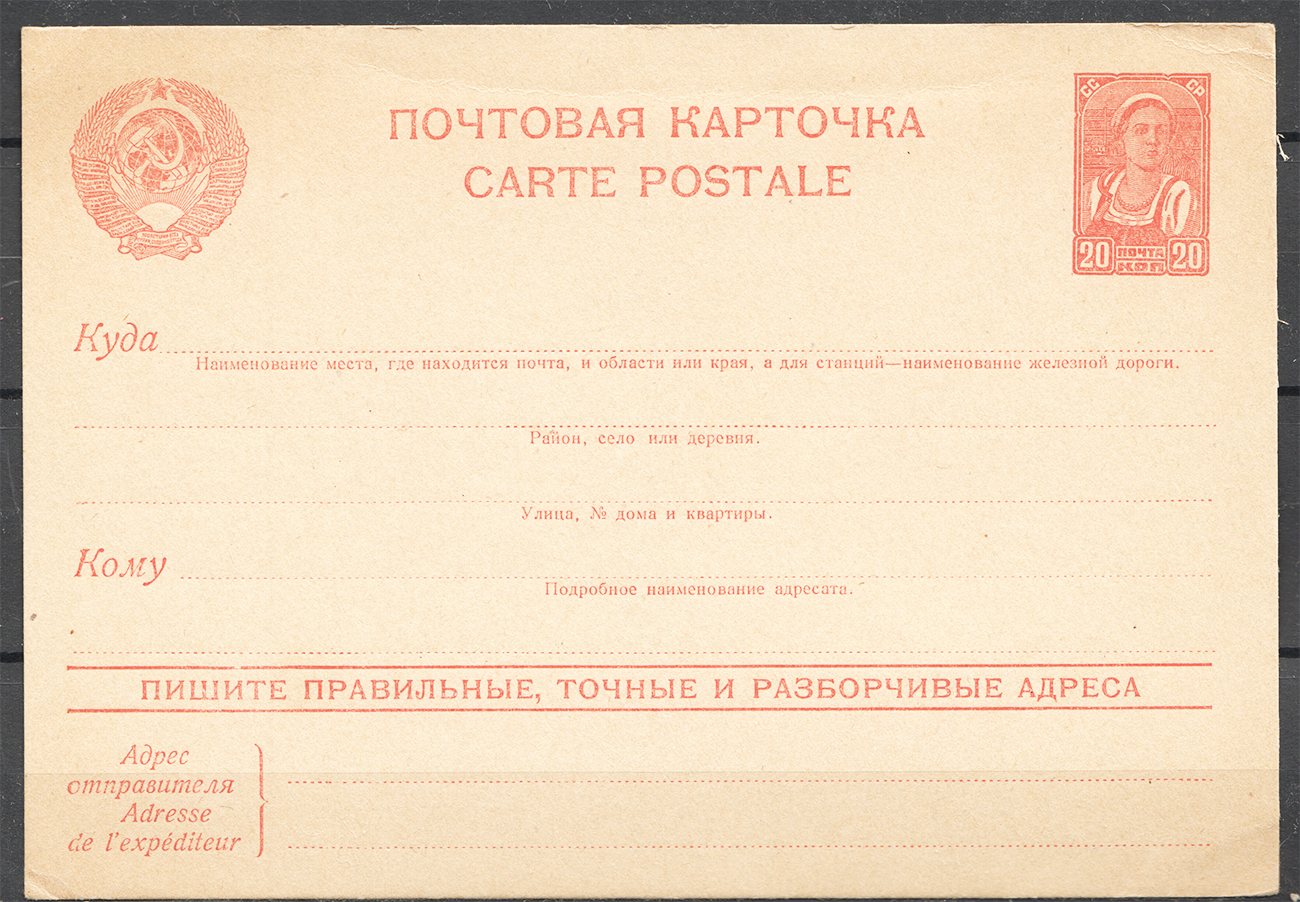 ПОЧТОВАЯ КАРТОЧКА
CARTE POSTALE
СС СР
20 ПОЧТА 20
КОП
Куда
Наименование места, где находится почта, и области или края, а для станций—наименование железной дороги.
Район, село или деревня.
Улица, № дома и квартиры.
Кому
Подробное наименование адресата.
ПИШИТЕ ПРАВИЛЬНЫЕ, ТОЧНЫЕ И РАЗБОРЧИВЫЕ АДРЕСА
Адрес
отправителя
Adresse
de l'expéditeur